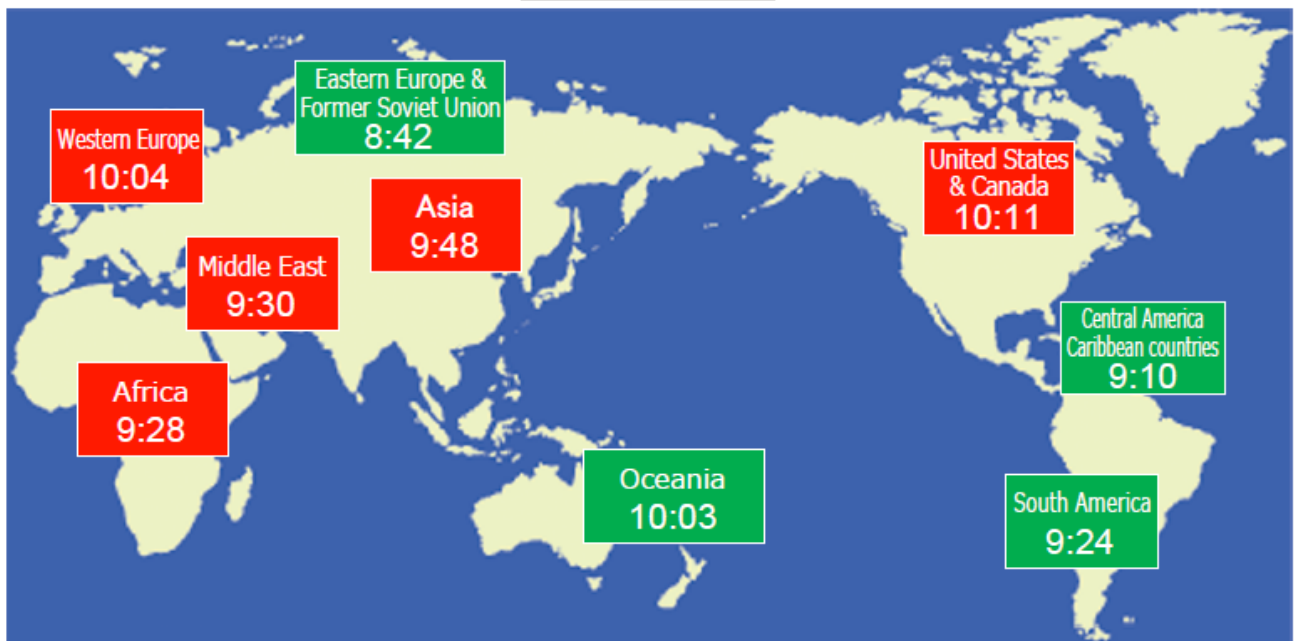 Eastern Europe &
Former Soviet Union
8:42
Western Europe
10:04
United States
& Canada
10:11
Asia
9:48
Middle East
9:30
Central America
Caribbean countries
9:10
Africa
9:28
Oceania
10:03
South America
9:24